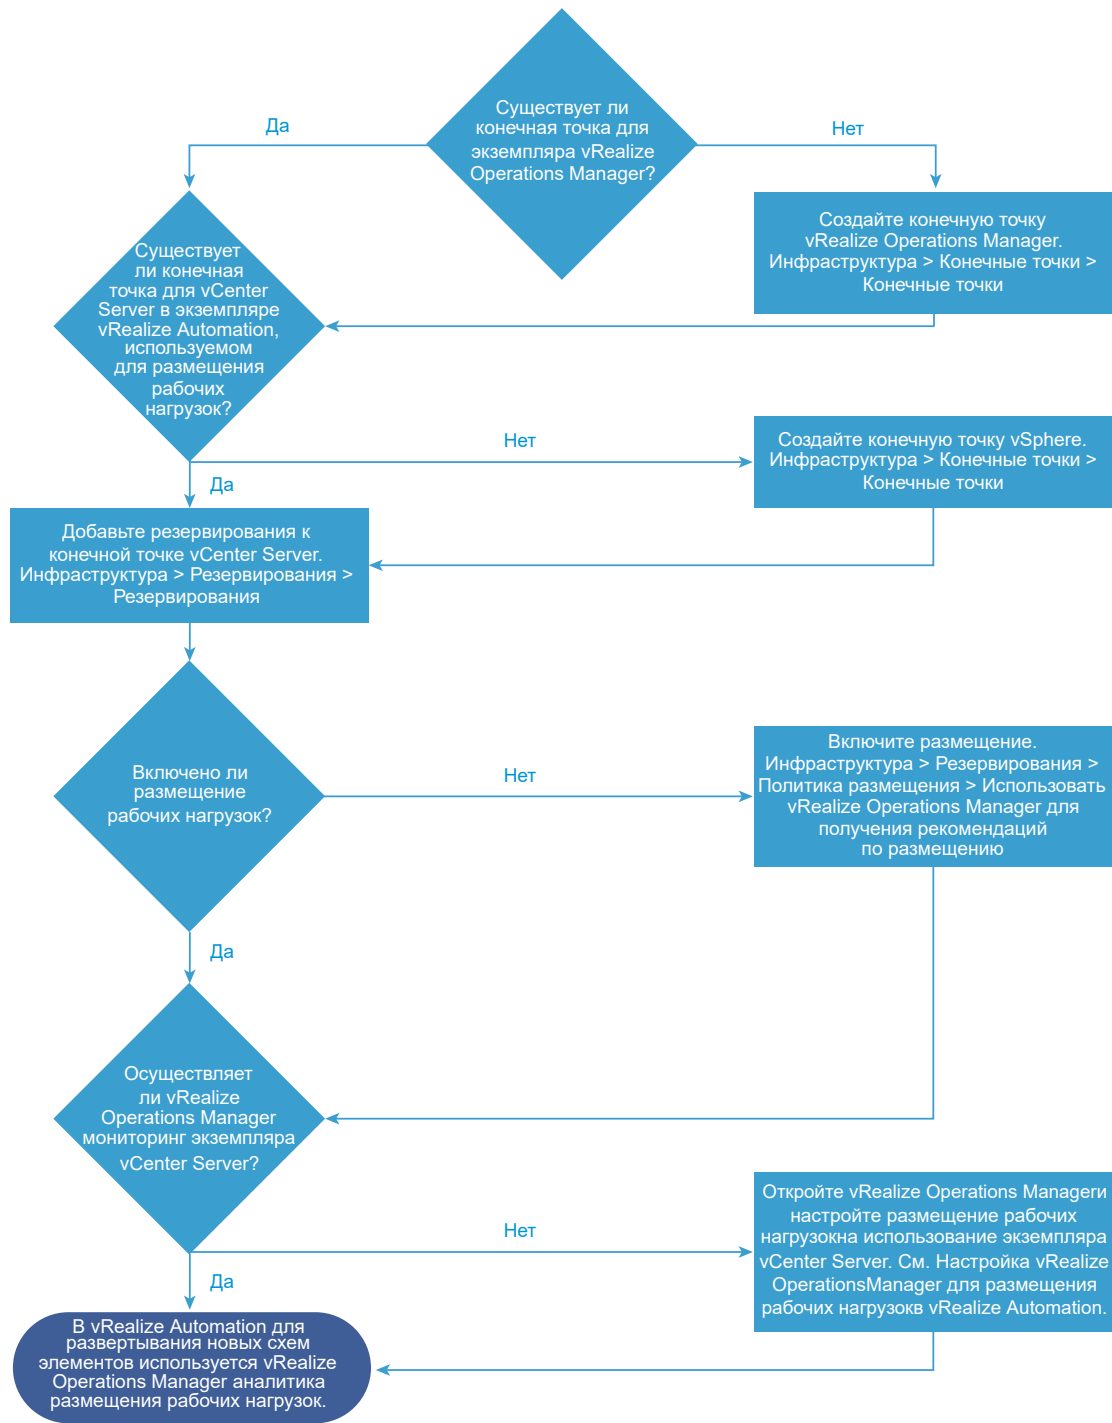 Существует ли
конечная точка для
экземпляра vRealize
Operations Manager?
Да
Нет
Создайте конечную точку
vRealize Operations Manager.
Инфраструктура > Конечные точки >
Конечные точки
Существует
ли конечная
точка для vCenter
Server в экземпляре
vRealize Automation,
используемом
для размещения
рабочих
нагрузок?
Нет
Да
Создайте конечную точку vSphere.
Инфраструктура > Конечные точки >
Конечные точки
Добавьте резервирования к
конечной точке vCenter Server.
Инфраструктура > Резервирования >
Резервирования
Включено ли
размещение
рабочих нагрузок?
Нет
Да
Включите размещение.
Инфраструктура > Резервирования >
Политика размещения > Использовать
vRealize Operations Manager для
получения рекомендаций
по размещению
Осуществляет
ли vRealize
Operations Manager
мониторинг экземпляра
vCenter Server?
Нет
Да
Откройте vRealize Operations Managerи
настройте размещение рабочих
нагрузокна использование экземпляра
vCenter Server. См. Настройка vRealize
OperationsManager для размещения
рабочих нагрузокв vRealize Automation.
В vRealize Automation для
развертывания новых схем
элементов используется vRealize
Operations Manager аналитика
размещения рабочих нагрузок.